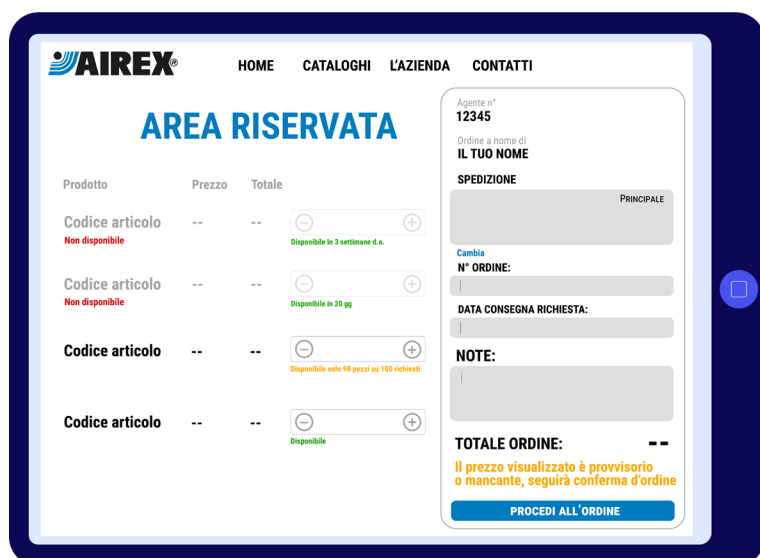 AIREX®
HOME CATALOGHI L'AZIENDA CONTATTI
AREA RISERVATA
Prodotto Prezzo Totale
Codice articolo -- --
Non disponibile
Disponibile in 3 settimane d.o.
Codice articolo -- --
Non disponibile
Disponibile in 20 gg
Codice articolo -- --
Disponibile solo 98 pezzi su 100 richiesti
Codice articolo -- --
Disponibile
Agente n°
12345
Ordine a nome di
IL TUO NOME
SPEDIZIONE
PRINCIPALE
Cambia
N° ORDINE:
DATA CONSEGNA RICHIESTA:
NOTE:
TOTALE ORDINE: --
Il prezzo visualizzato è provvisorio
o mancante, seguirà conferma d'ordine
PROCEDI ALL'ORDINE